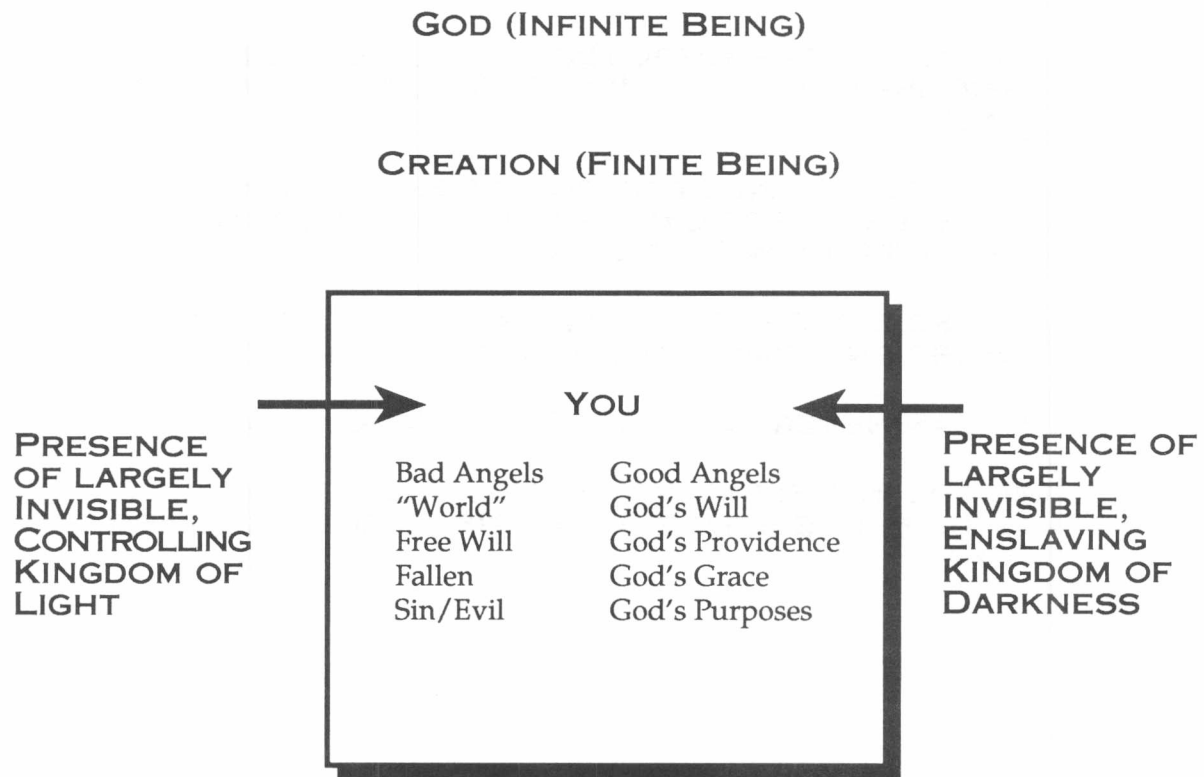 GOD (INFINITE BEING)
CREATION (FINITE BEING)
YOU
PRESENCE
OF LARGELY
INVISIBLE,
CONTROLLING
KINGDOM OF
LIGHT
Bad Angels
"World"
Free Will
Fallen
Sin/Evil
Good Angels
God's Will
God's Providence
God's Grace
God's Purposes
PRESENCE OF
LARGELY
INVISIBLE,
ENSLAVING
KINGDOM OF
DARKNESS